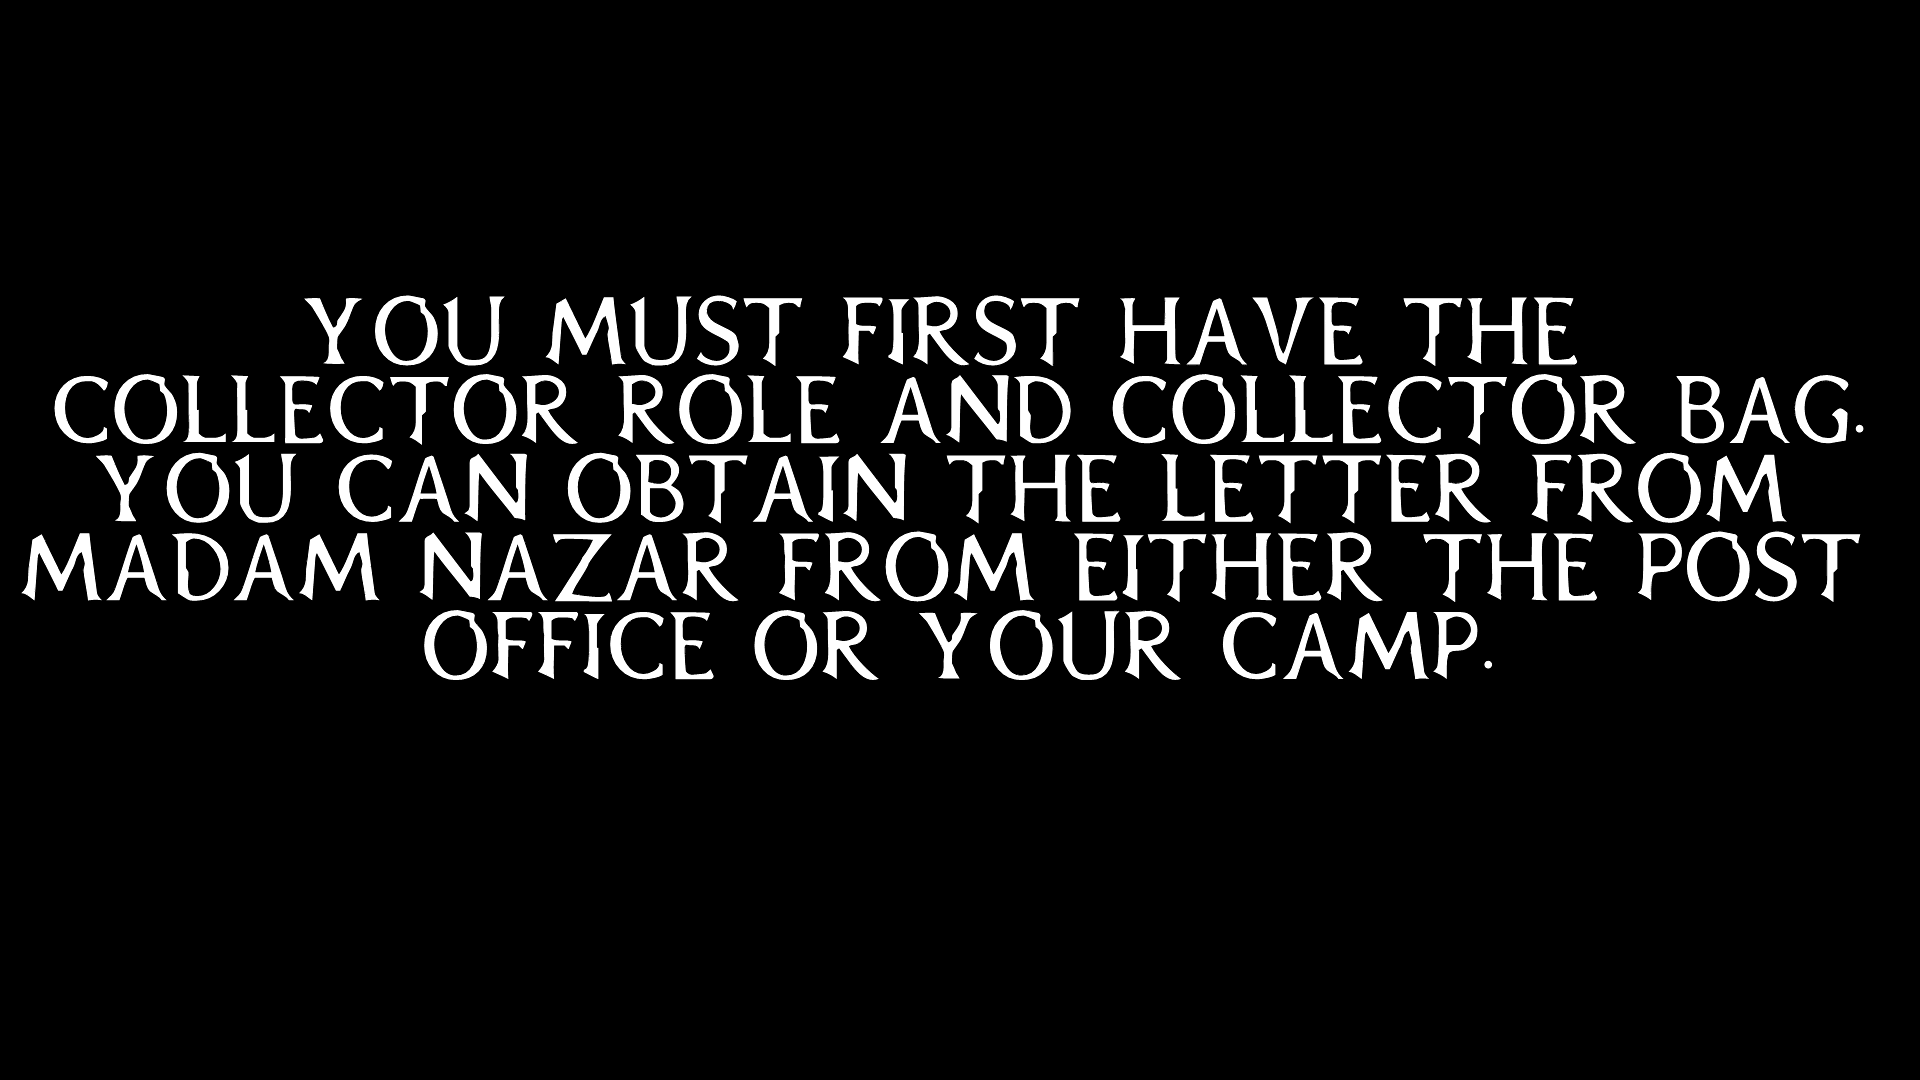 YOU MUST FIRST HAVE THE
COLLECTOR ROLE AND COLLECTOR BAG.
YOU CAN OBTAIN THE LETTER FROM
MADAM NAZAR FROM EITHER THE POST
OFFICE OR YOUR CAMP.